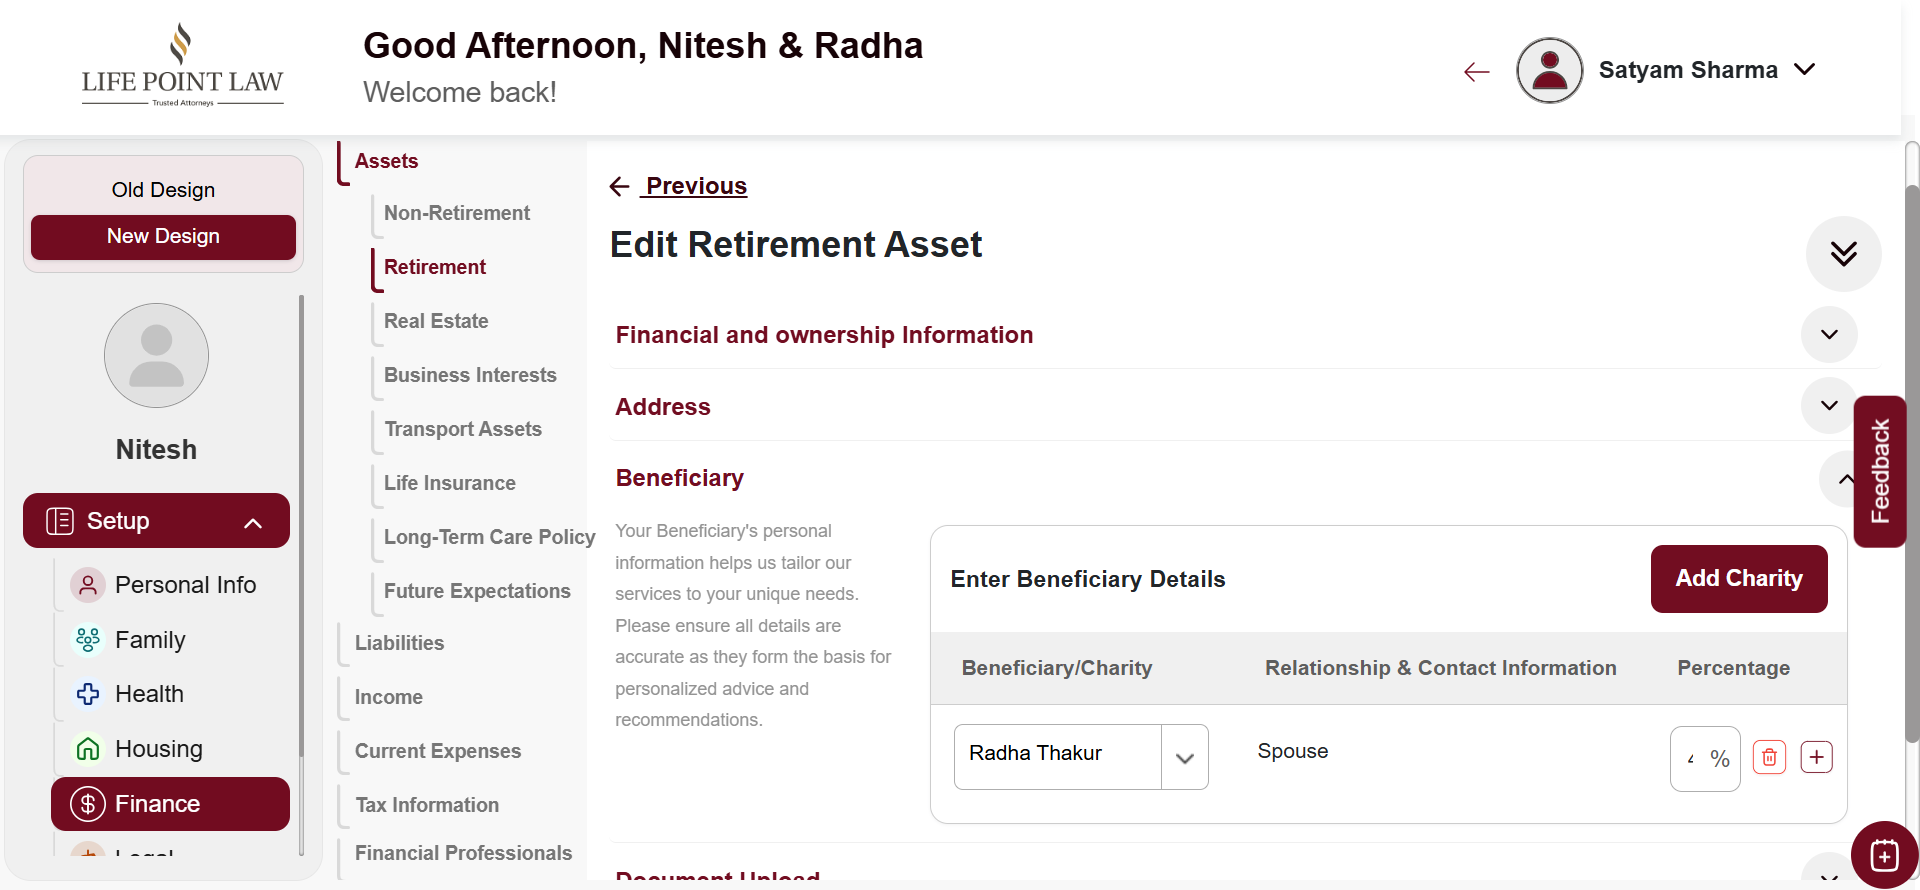 LIFE POINT LAW
Trusted Attorneys
Good Afternoon, Nitesh & Radha
Welcome back!
Satyam Sharma
Old Design
New Design
Nitesh
Setup
Personal Info
Family
Health
Housing
Finance
Legal
Assets
Non-Retirement
Retirement
Real Estate
Business Interests
Transport Assets
Life Insurance
Long-Term Care Policy
Future Expectations
Liabilities
Income
Current Expenses
Tax Information
Financial Professionals
Previous
Edit Retirement Asset
Financial and ownership Information
Address
Beneficiary
Your Beneficiary's personal
information helps us tailor our
services to your unique needs.
Please ensure all details are
accurate as they form the basis for
personalized advice and
recommendations.
Enter Beneficiary Details
Add Charity
Beneficiary/Charity
Relationship & Contact Information
Percentage
Radha Thakur
Spouse
%
Document Upload
Feedback